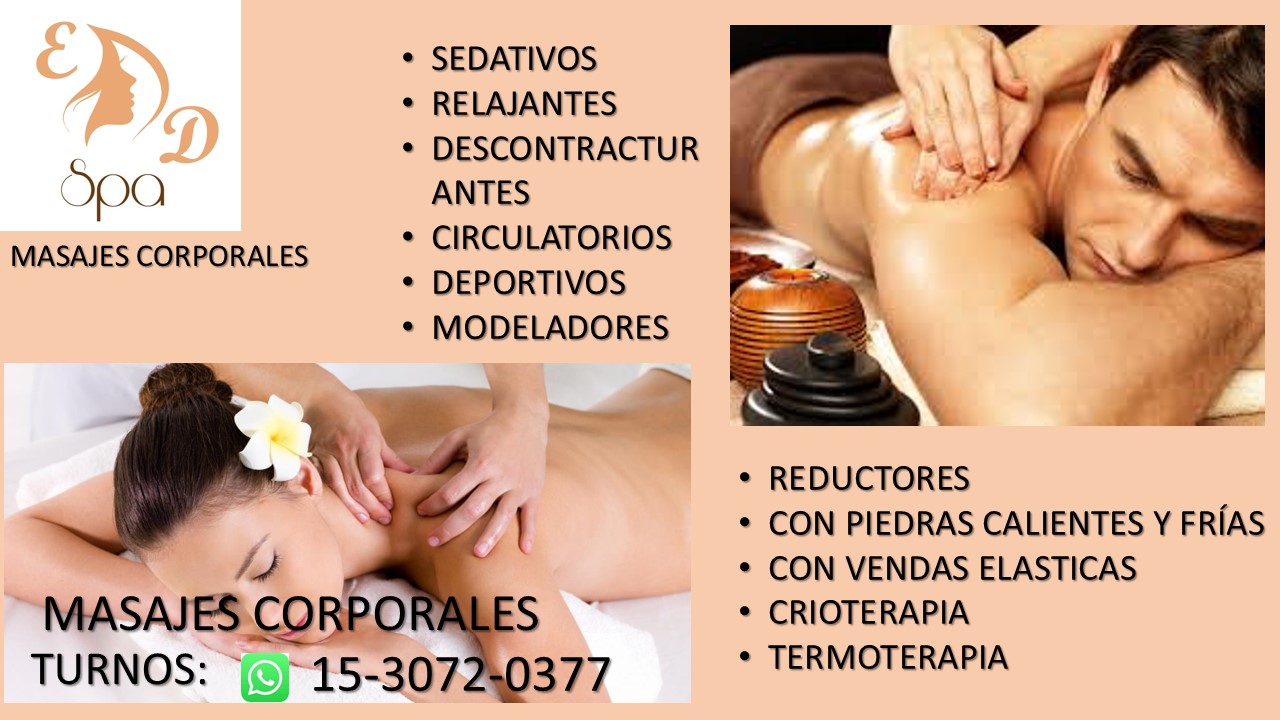 E D
Spa
MASAJES CORPORALES
• SEDATIVOS
• RELAJANTES
• DESCONTRACTUR
ANTES
• CIRCULATORIOS
• DEPORTIVOS
• MODELADORES
MASAJES CORPORALES
TURNOS: 15-3072-0377
• REDUCTORES
• CON PIEDRAS CALIENTES Y FRÍAS
• CON VENDAS ELASTICAS
• CRIOTERAPIA
• TERMOTERAPIA